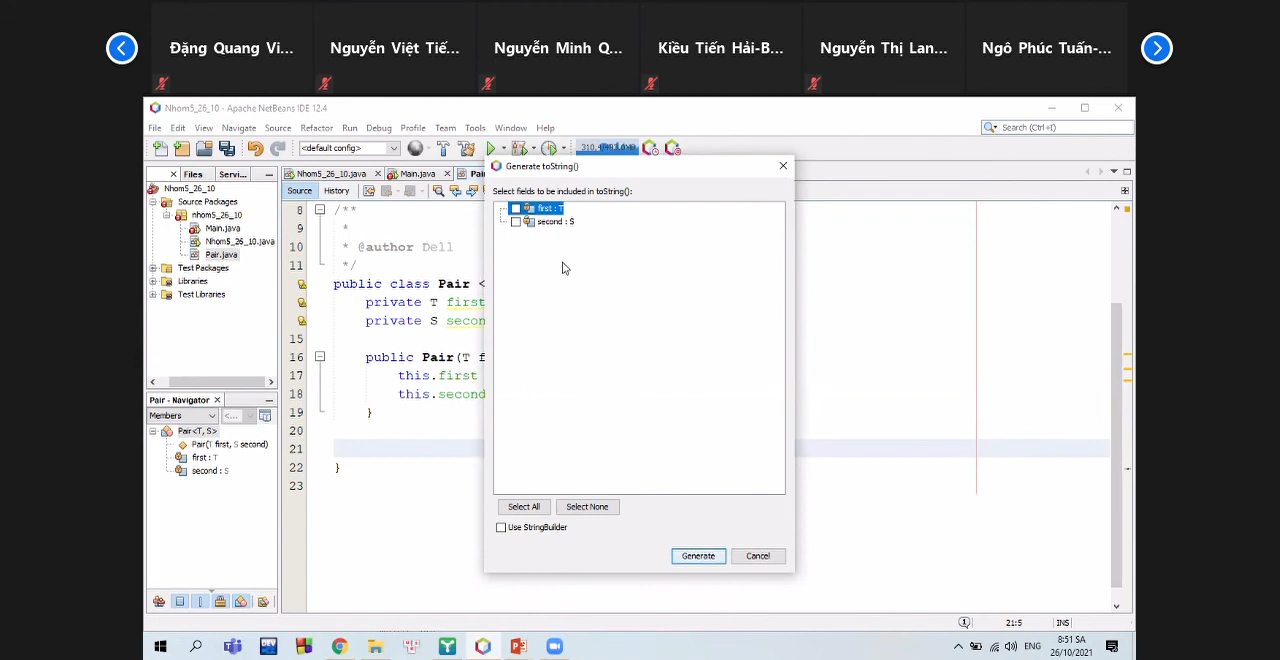 Đặng Quang Vi... Nguyễn Việt Tiế... Nguyễn Minh Q... Kiều Tiến Hải-B... Nguyễn Thị Lan... Ngô Phúc Tuấn-...
Nhom5_26_10 - Apache NetBeans IDE 12.4
File Edit View Navigate Source Refactor Run Debug Profile Team Tools Window Help
Search (Ctrl+I)
<default config>
Files Servi...
Nhom5_26_10
Source Packages
nhom5_26_10
Main.java
Nhom5_26_10.java
Pair.java
Test Packages
Libraries
Test Libraries
Pair - Navigator
Members <...
Pair<T, S>
Pair(T first, S second)
first : T
second : S
Nhom5_26_10.java Main.java Pai
Source History
8 /**
9 *
10 * @author Dell
11 */
public class Pair <
private T first
private S secon
15
16 public Pair(T f
17 this.first
18 this.second
19 }
20
21
22 }
23
Generate toString()
Select fields to be included in toString():
first : T
second : S
Select All Select None
Use StringBuilder
Generate Cancel
1 21:5 INS
DEV
ENG 8:51 SA
26/10/2021